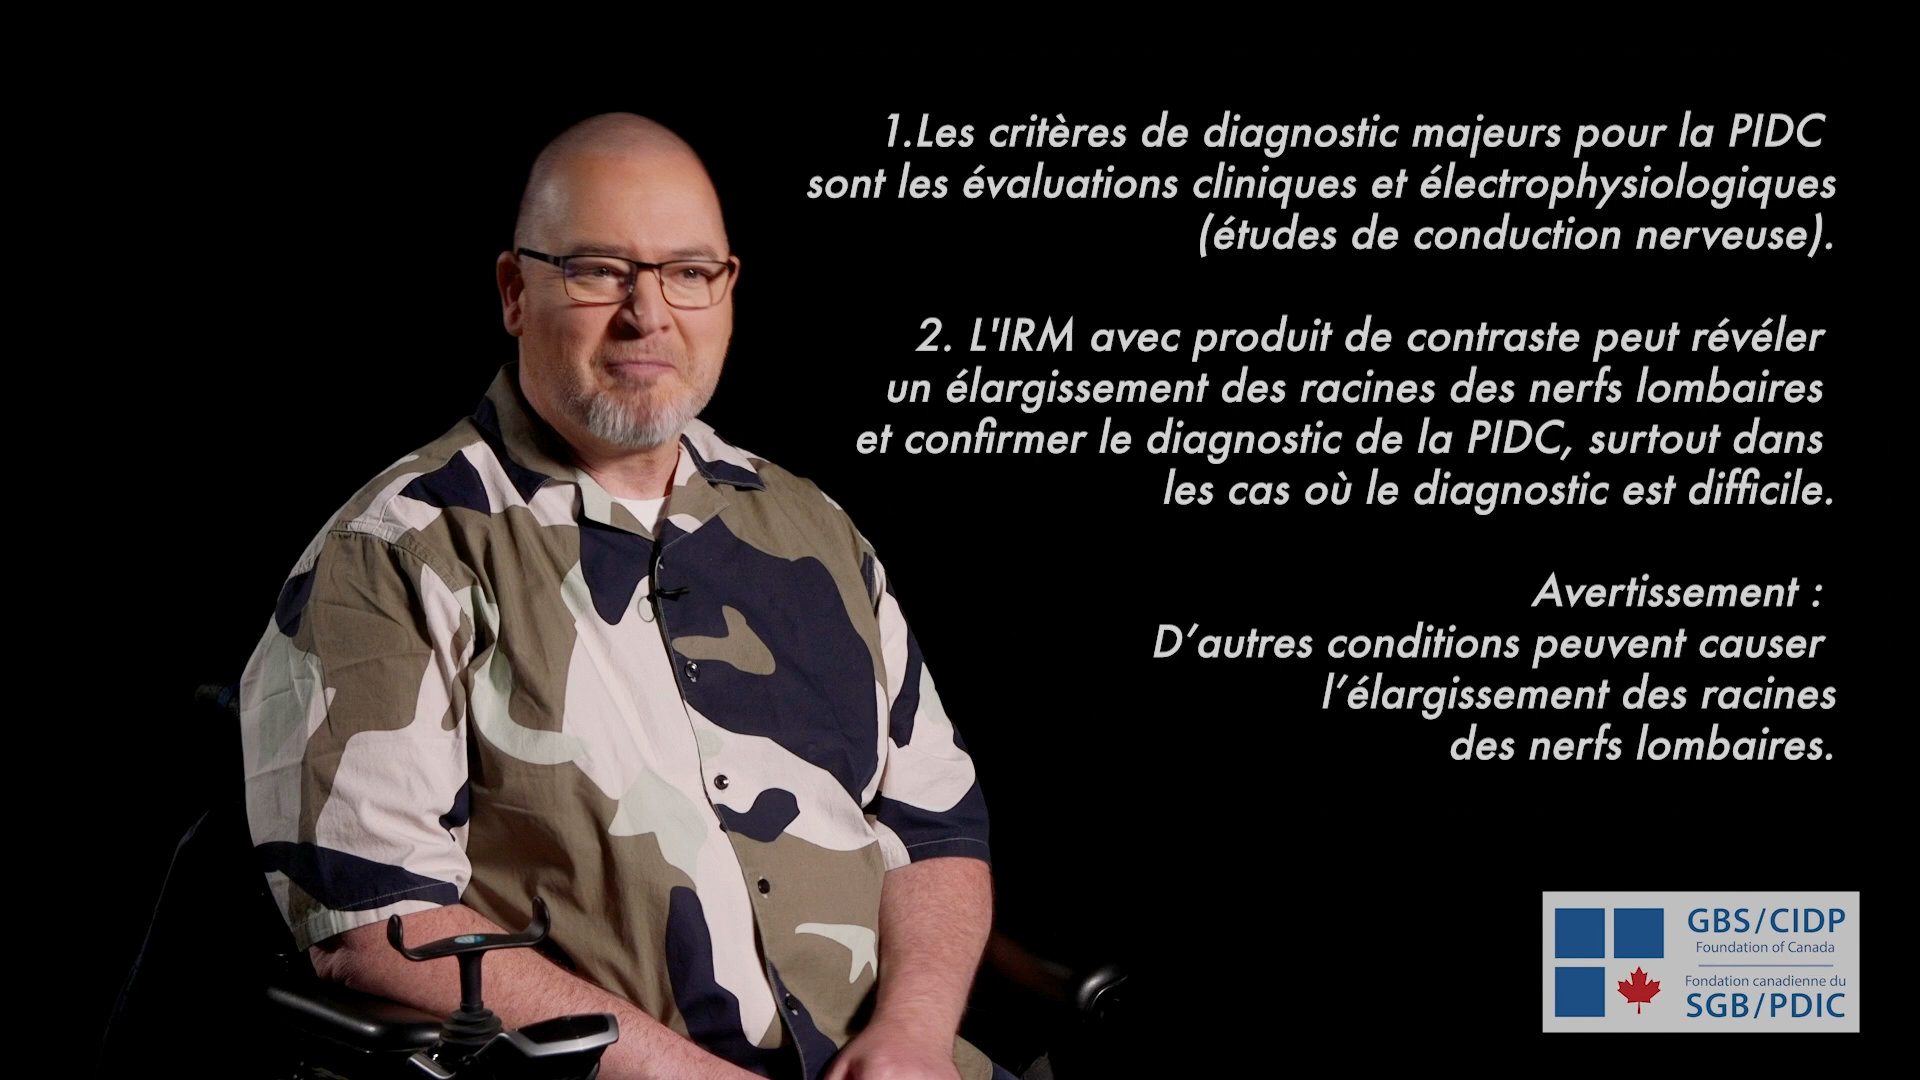 1.Les critères de diagnostic majeurs pour la PIDC
sont les évaluations cliniques et électrophysiologiques
(études de conduction nerveuse).
2. L'IRM avec produit de contraste peut révéler
un élargissement des racines des nerfs lombaires
et confirmer le diagnostic de la PIDC, surtout dans
les cas où le diagnostic est difficile.
Avertissement :
D’autres conditions peuvent causer
l’élargissement des racines
des nerfs lombaires.
GBS/CIDP
Foundation of Canada
Fondation canadienne du
SGB/PDIC